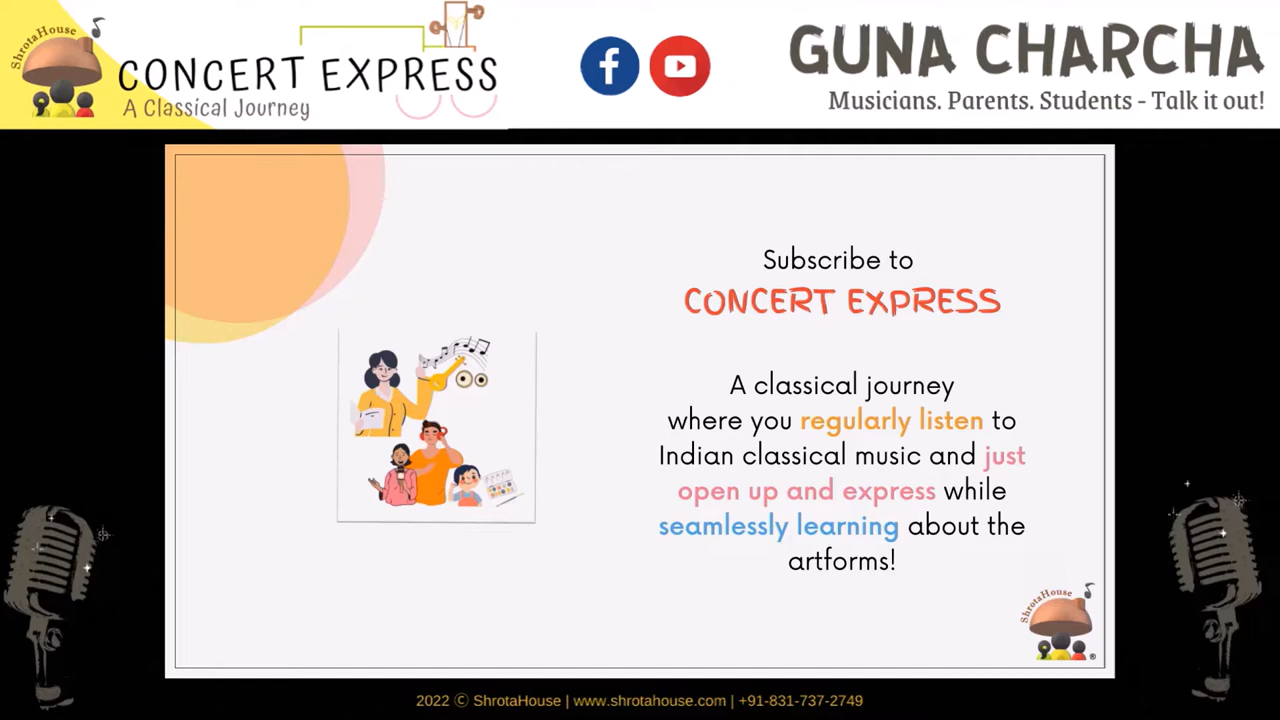 ShrotaHouse
CONCERT EXPRESS
A Classical Journey
GUNA CHARCHA
Musicians. Parents. Students - Talk it out!
Subscribe to
CONCERT EXPRESS
A classical journey
where you regularly listen to
Indian classical music and just
open up and express while
seamlessly learning about the
artforms!
ShrotaHouse
®
2022 © ShrotaHouse | www.shrotahouse.com | +91-831-737-2749